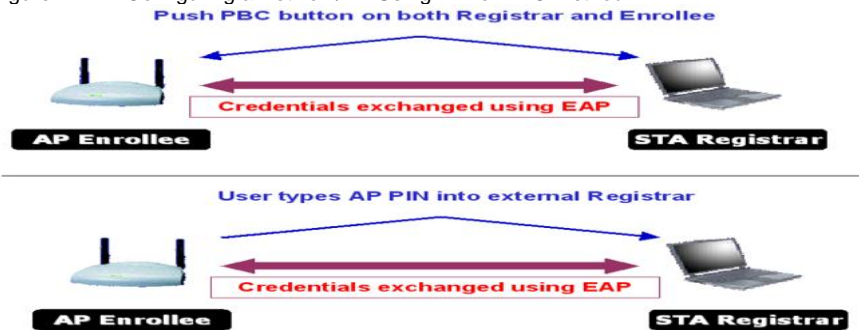 Push PBC button on both Registrar and Enrollee
Credentials exchanged using EAP
AP Enrollee
STA Registrar
User types AP PIN into external Registrar
Credentials exchanged using EAP
AP Enrollee
STA Registrar